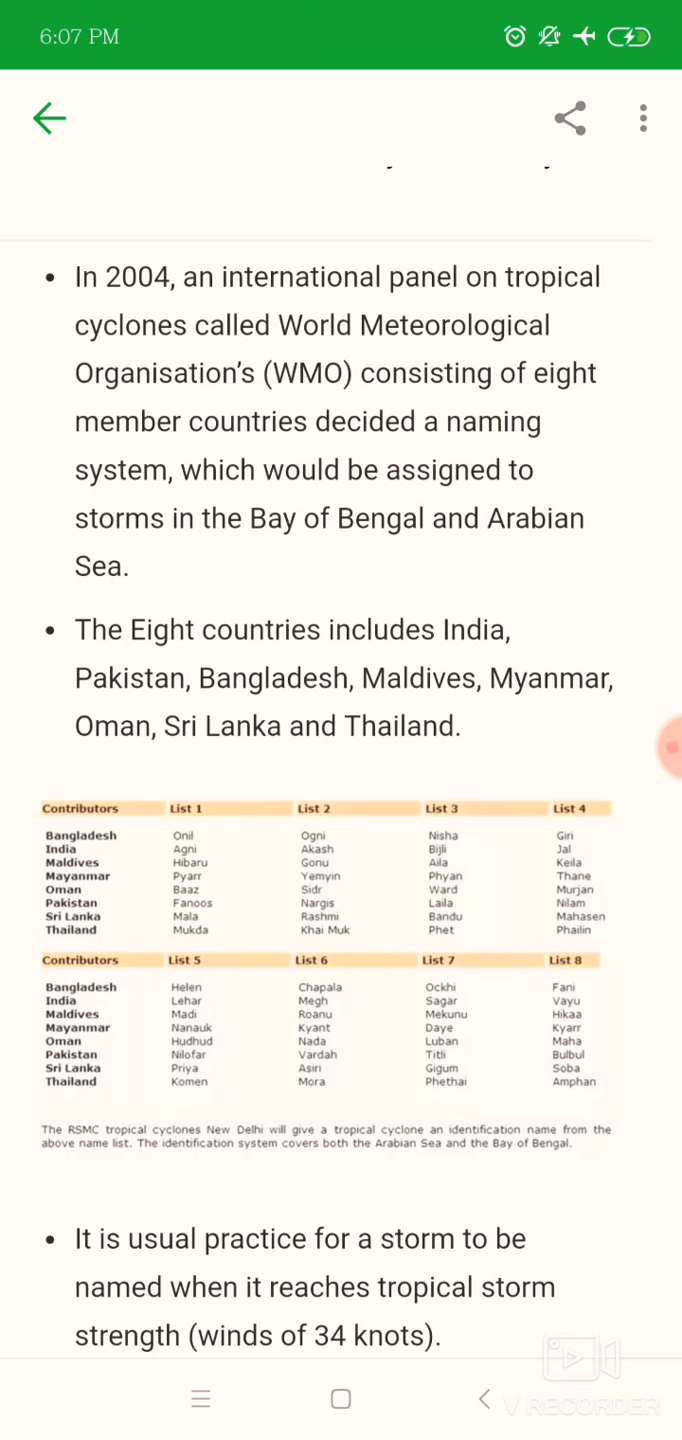 6:07 PM
• In 2004, an international panel on tropical
cyclones called World Meteorological
Organisation's (WMO) consisting of eight
member countries decided a naming
system, which would be assigned to
storms in the Bay of Bengal and Arabian
Sea.
• The Eight countries includes India,
Pakistan, Bangladesh, Maldives, Myanmar,
Oman, Sri Lanka and Thailand.
Contributors List 1 List 2 List 3 List 4
Bangladesh Onil Ogni Nisha Giri
India Agni Akash Bijli Jal
Maldives Hibaru Gonu Aila Keila
Mayanmar Pyarr Yemyin Phyan Thane
Oman Baaz Sidr Ward Murjan
Pakistan Fanoos Nargis Laila Nilam
Sri Lanka Mala Rashmi Bandu Mahasen
Thailand Mukda Khai Muk Phet Phailin
Contributors List 5 List 6 List 7 List 8
Bangladesh Helen Chapala Ockhi Fani
India Lehar Megh Sagar Vayu
Maldives Madi Roanu Mekunu Hikaa
Mayanmar Nanauk Kyant Daye Kyarr
Oman Hudhud Nada Luban Maha
Pakistan Nilofar Vardah Titli Bulbul
Sri Lanka Priya Asiri Gigum Soba
Thailand Komen Mora Phethai Amphan
The RSMC tropical cyclones New Delhi will give a tropical cyclone an identification name from the
above name list. The identification system covers both the Arabian Sea and the Bay of Bengal.
• It is usual practice for a storm to be
named when it reaches tropical storm
strength (winds of 34 knots).
V RECORDER